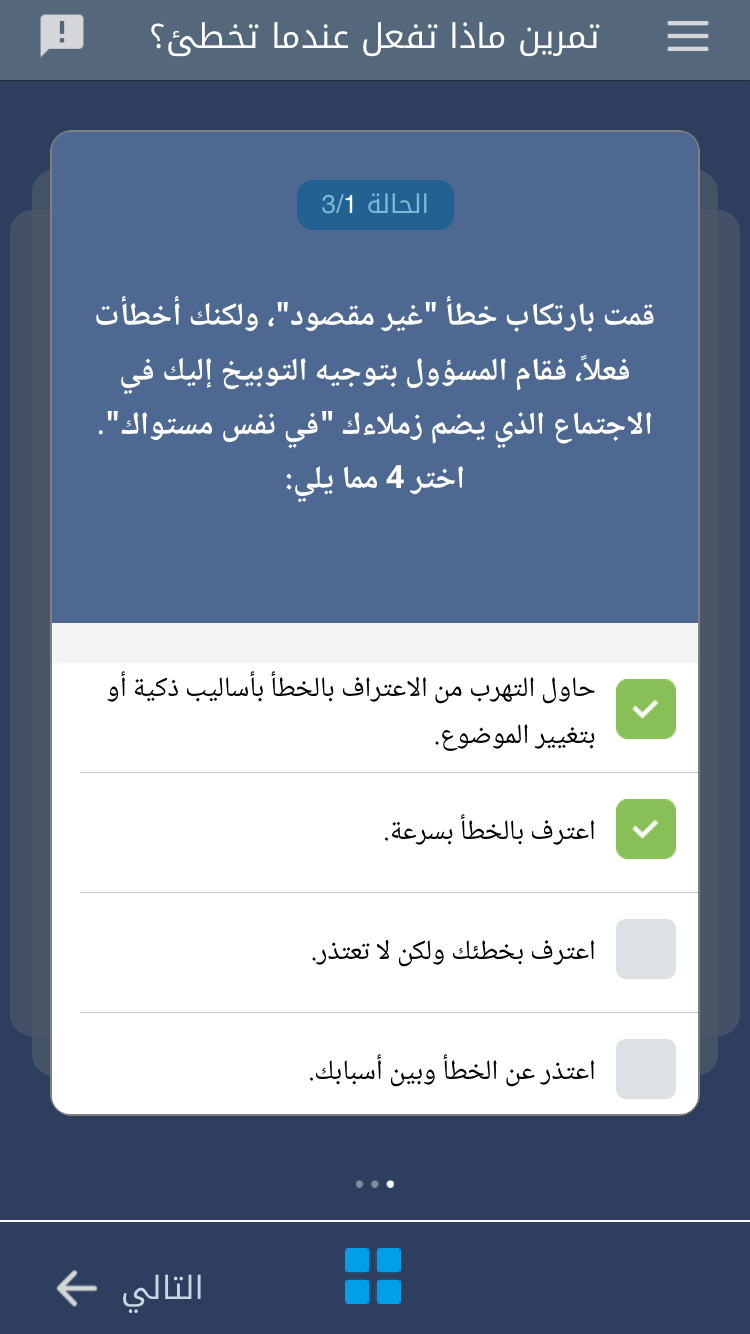 تمرين ماذا تفعل عندما تخطئ؟
الحالة 3/1
قمت بارتكاب خطأ "غير مقصود"، ولكنك أخطأت
فعلاً، فقام المسؤول بتوجيه التوبيخ إليك في
الاجتماع الذي يضم زملاءك "في نفس مستواك".
اختر 4 مما يلي:
حاول التهرب من الاعتراف بالخطأ بأساليب ذكية أو
بتغيير الموضوع.
اعترف بالخطأ بسرعة.
اعترف بخطئك ولكن لا تعتذر.
اعتذر عن الخطأ وبين أسبابك.
التالي